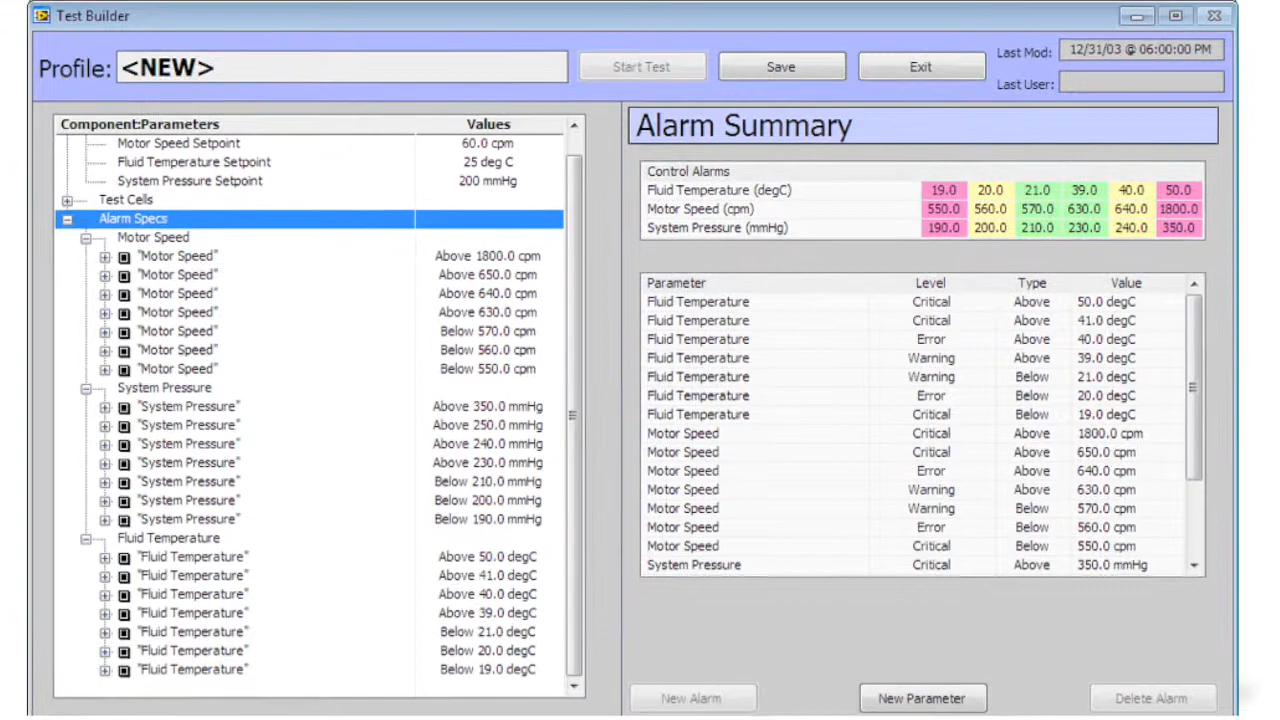 Test Builder
Profile: <NEW> Start Test Save Exit Last Mod: 12/31/03 @ 06:00:00 PM
Last User:
Component:Parameters Values
Motor Speed Setpoint 60.0 cpm
Fluid Temperature Setpoint 25 deg C
System Pressure Setpoint 200 mmHg
Test Cells
Alarm Specs
Motor Speed
"Motor Speed" Above 1800.0 cpm
"Motor Speed" Above 650.0 cpm
"Motor Speed" Above 640.0 cpm
"Motor Speed" Above 630.0 cpm
"Motor Speed" Below 570.0 cpm
"Motor Speed" Below 560.0 cpm
"Motor Speed" Below 550.0 cpm
System Pressure
"System Pressure" Above 350.0 mmHg
"System Pressure" Above 250.0 mmHg
"System Pressure" Above 240.0 mmHg
"System Pressure" Above 230.0 mmHg
"System Pressure" Below 210.0 mmHg
"System Pressure" Below 200.0 mmHg
"System Pressure" Below 190.0 mmHg
Fluid Temperature
"Fluid Temperature" Above 50.0 degC
"Fluid Temperature" Above 41.0 degC
"Fluid Temperature" Above 40.0 degC
"Fluid Temperature" Above 39.0 degC
"Fluid Temperature" Below 21.0 degC
"Fluid Temperature" Below 20.0 degC
"Fluid Temperature" Below 19.0 degC
Alarm Summary
Control Alarms
Fluid Temperature (degC) 19.0 20.0 21.0 39.0 40.0 50.0
Motor Speed (cpm) 550.0 560.0 570.0 630.0 640.0 1800.0
System Pressure (mmHg) 190.0 200.0 210.0 230.0 240.0 350.0
Parameter Level Type Value
Fluid Temperature Critical Above 50.0 degC
Fluid Temperature Critical Above 41.0 degC
Fluid Temperature Error Above 40.0 degC
Fluid Temperature Warning Above 39.0 degC
Fluid Temperature Warning Below 21.0 degC
Fluid Temperature Error Below 20.0 degC
Fluid Temperature Critical Below 19.0 degC
Motor Speed Critical Above 1800.0 cpm
Motor Speed Critical Above 650.0 cpm
Motor Speed Error Above 640.0 cpm
Motor Speed Warning Above 630.0 cpm
Motor Speed Warning Below 570.0 cpm
Motor Speed Error Below 560.0 cpm
Motor Speed Critical Below 550.0 cpm
System Pressure Critical Above 350.0 mmHg
New Alarm New Parameter Delete Alarm